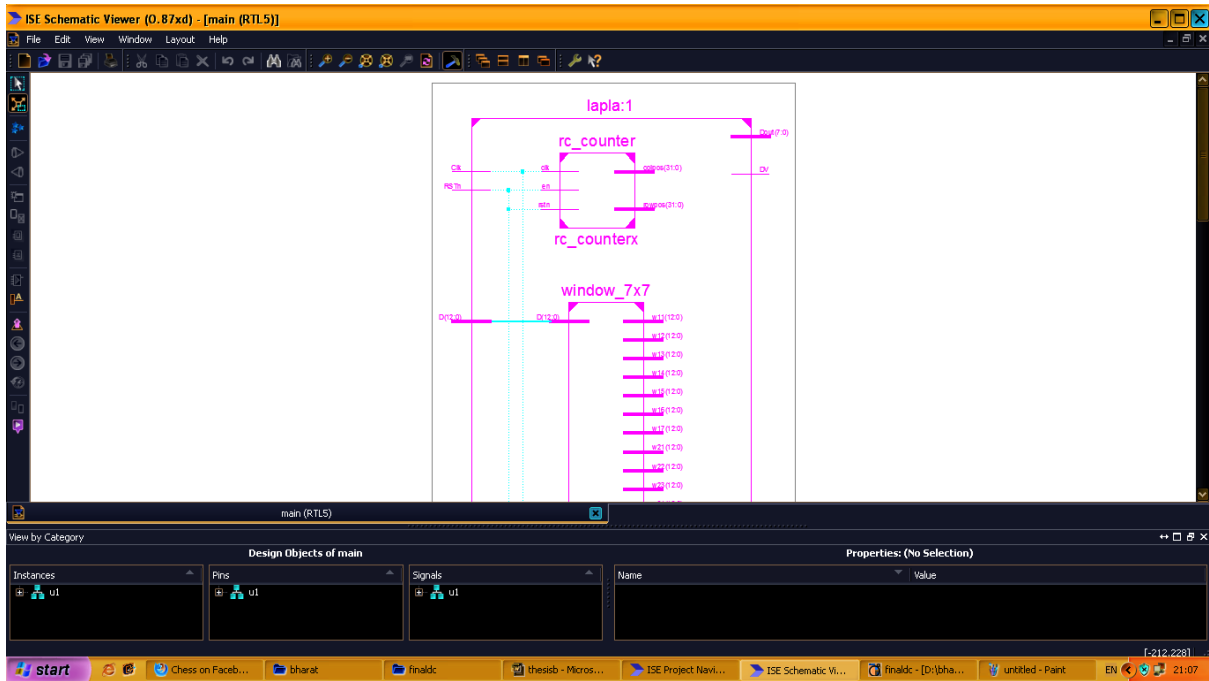 ISE Schematic Viewer (O.87xd) - [main (RTL5)]
File Edit View Window Layout Help
lapla:1
Dout(7:0)
rc_counter
Clk
clk
colpos(31:0)
DV
RSTn
en
rstn
rowpos(31:0)
rc_counterx
window_7x7
D(12:0)
D(12:0)
w11(12:0)
w12(12:0)
w13(12:0)
w14(12:0)
w15(12:0)
w16(12:0)
w17(12:0)
w21(12:0)
w22(12:0)
w23(12:0)
main (RTL5)
View by Category
Design Objects of main
Properties: (No Selection)
Instances
Pins
Signals
Name
Value
u1
u1
u1
[-212,228]
start
Chess on Faceb...
bharat
finaldc
thesisb - Micros...
ISE Project Navi...
ISE Schematic Vi...
finaldc - [D:\bha...
untitled - Paint
EN
21:07